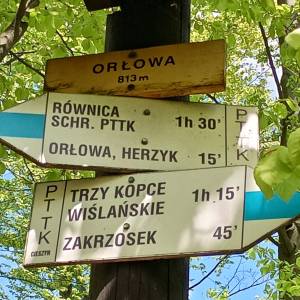 ORŁOWA
813m
RÓWNICA
SCHR. PTTK 1h 30'
ORŁOWA, HERZYK 15'
PTTK
TRZY KOPCE
WIŚLAŃSKIE 1h 15'
ZAKRZOSEK 45'
PTTK
CIESZYN